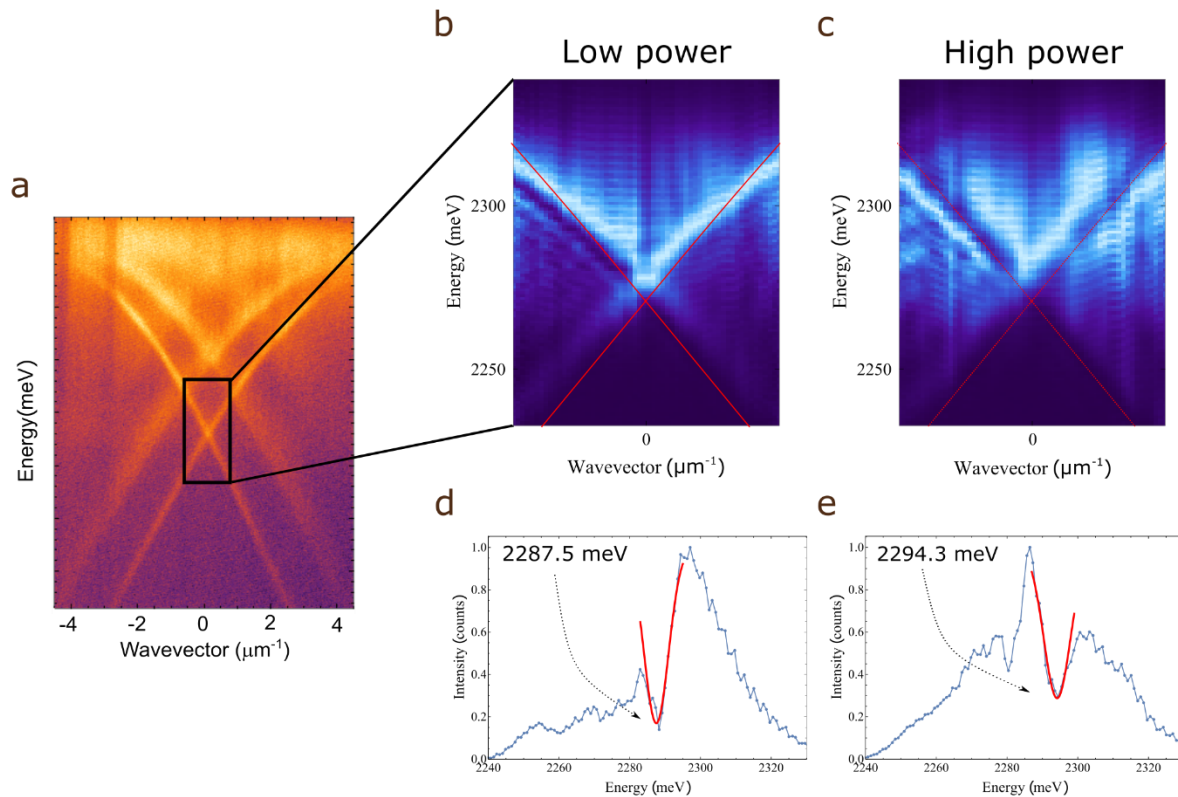 a
Energy(meV)
-4 -2 0 2 4
Wavevector (μm⁻¹)
b
Low power
Energy (meV)
2300
2250
0
Wavevector (μm⁻¹)
c
High power
Energy (meV)
2300
2250
0
Wavevector (μm⁻¹)
d
2287.5 meV
Intensity (counts)
1.0
0.8
0.6
0.4
0.2
0.0
2240 2260 2280 2300 2320
Energy (meV)
e
2294.3 meV
Intensity (counts)
1.0
0.8
0.6
0.4
0.2
0.0
2240 2260 2280 2300 2320
Energy (meV)